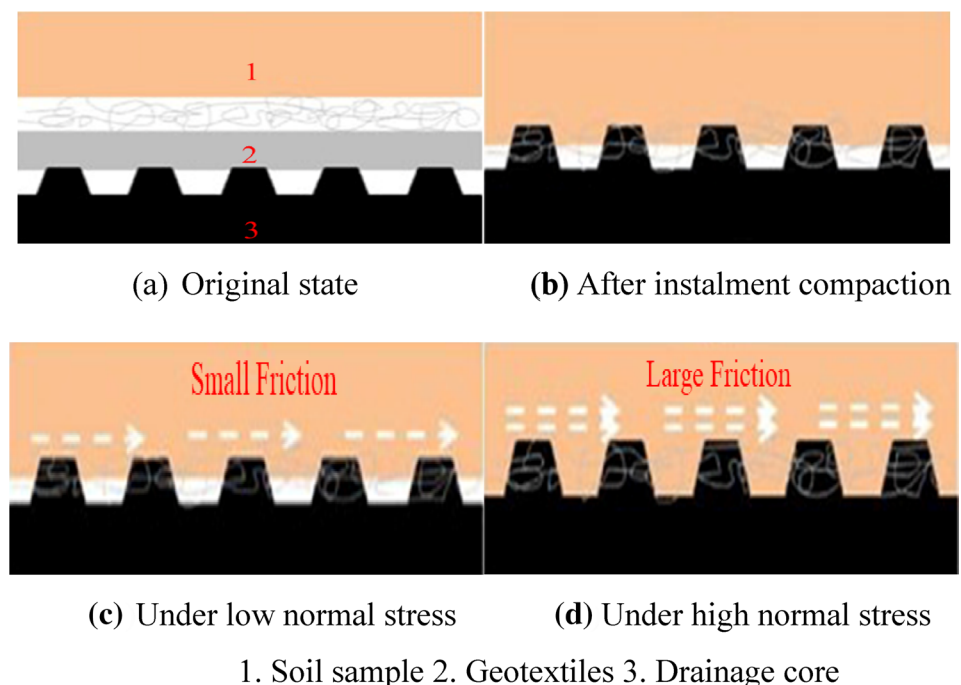 1
2
3
(a) Original state
(b) After instalment compaction
Small Friction
Large Friction
(c) Under low normal stress
(d) Under high normal stress
1. Soil sample 2. Geotextiles 3. Drainage core